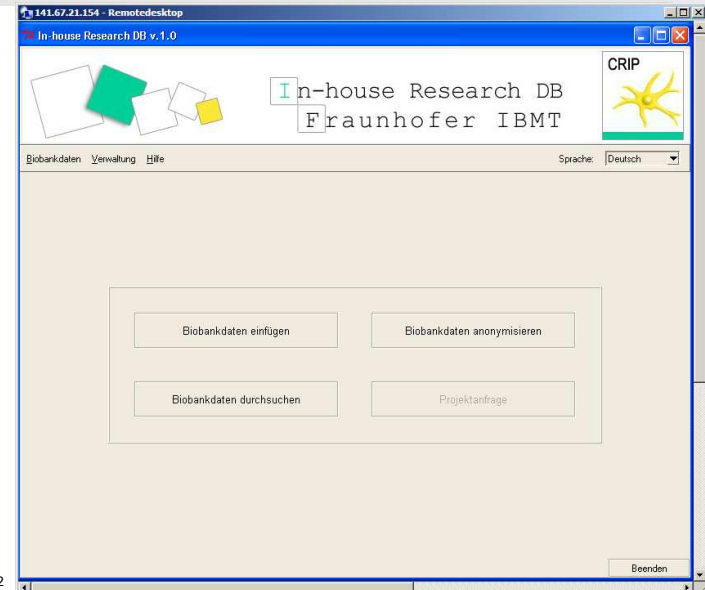 141.67.21.154 - Remotedesktop
In-house Research DB v.1.0
CRIP
In-house Research DB
Fraunhofer IBMT
Biobankdaten Verwaltung Hilfe Sprache: Deutsch
Biobankdaten einfügen Biobankdaten anonymisieren
Biobankdaten durchsuchen Projektanfrage
Beenden
2